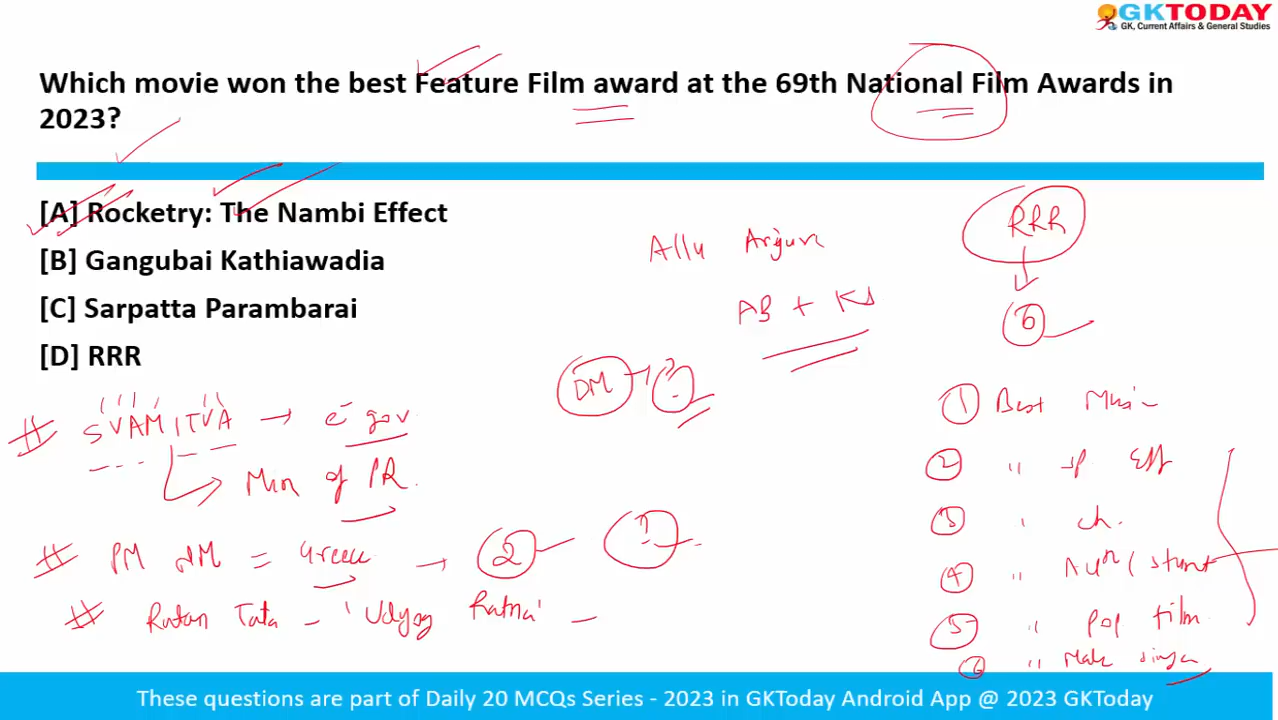 GKTODAY
GK, Current Affairs & General Studies
Which movie won the best Feature Film award at the 69th National Film Awards in
2023?
[A] Rocketry: The Nambi Effect
[B] Gangubai Kathiawadia
[C] Sarpatta Parambarai
[D] RRR
RRR
6
Allu Arjun
AB + KS
DM → ?
# SVAMITVA → e gov
Min of PR
# PM NM = Greece → 2
1
# Ratan Tata - 'Udyog Ratna' -
1 Best Music
2 " sp. Eff
3 " ch.
4 " Actn / stunt
5 " pop film
6 " Male singer
These questions are part of Daily 20 MCQs Series - 2023 in GKToday Android App @ 2023 GKToday